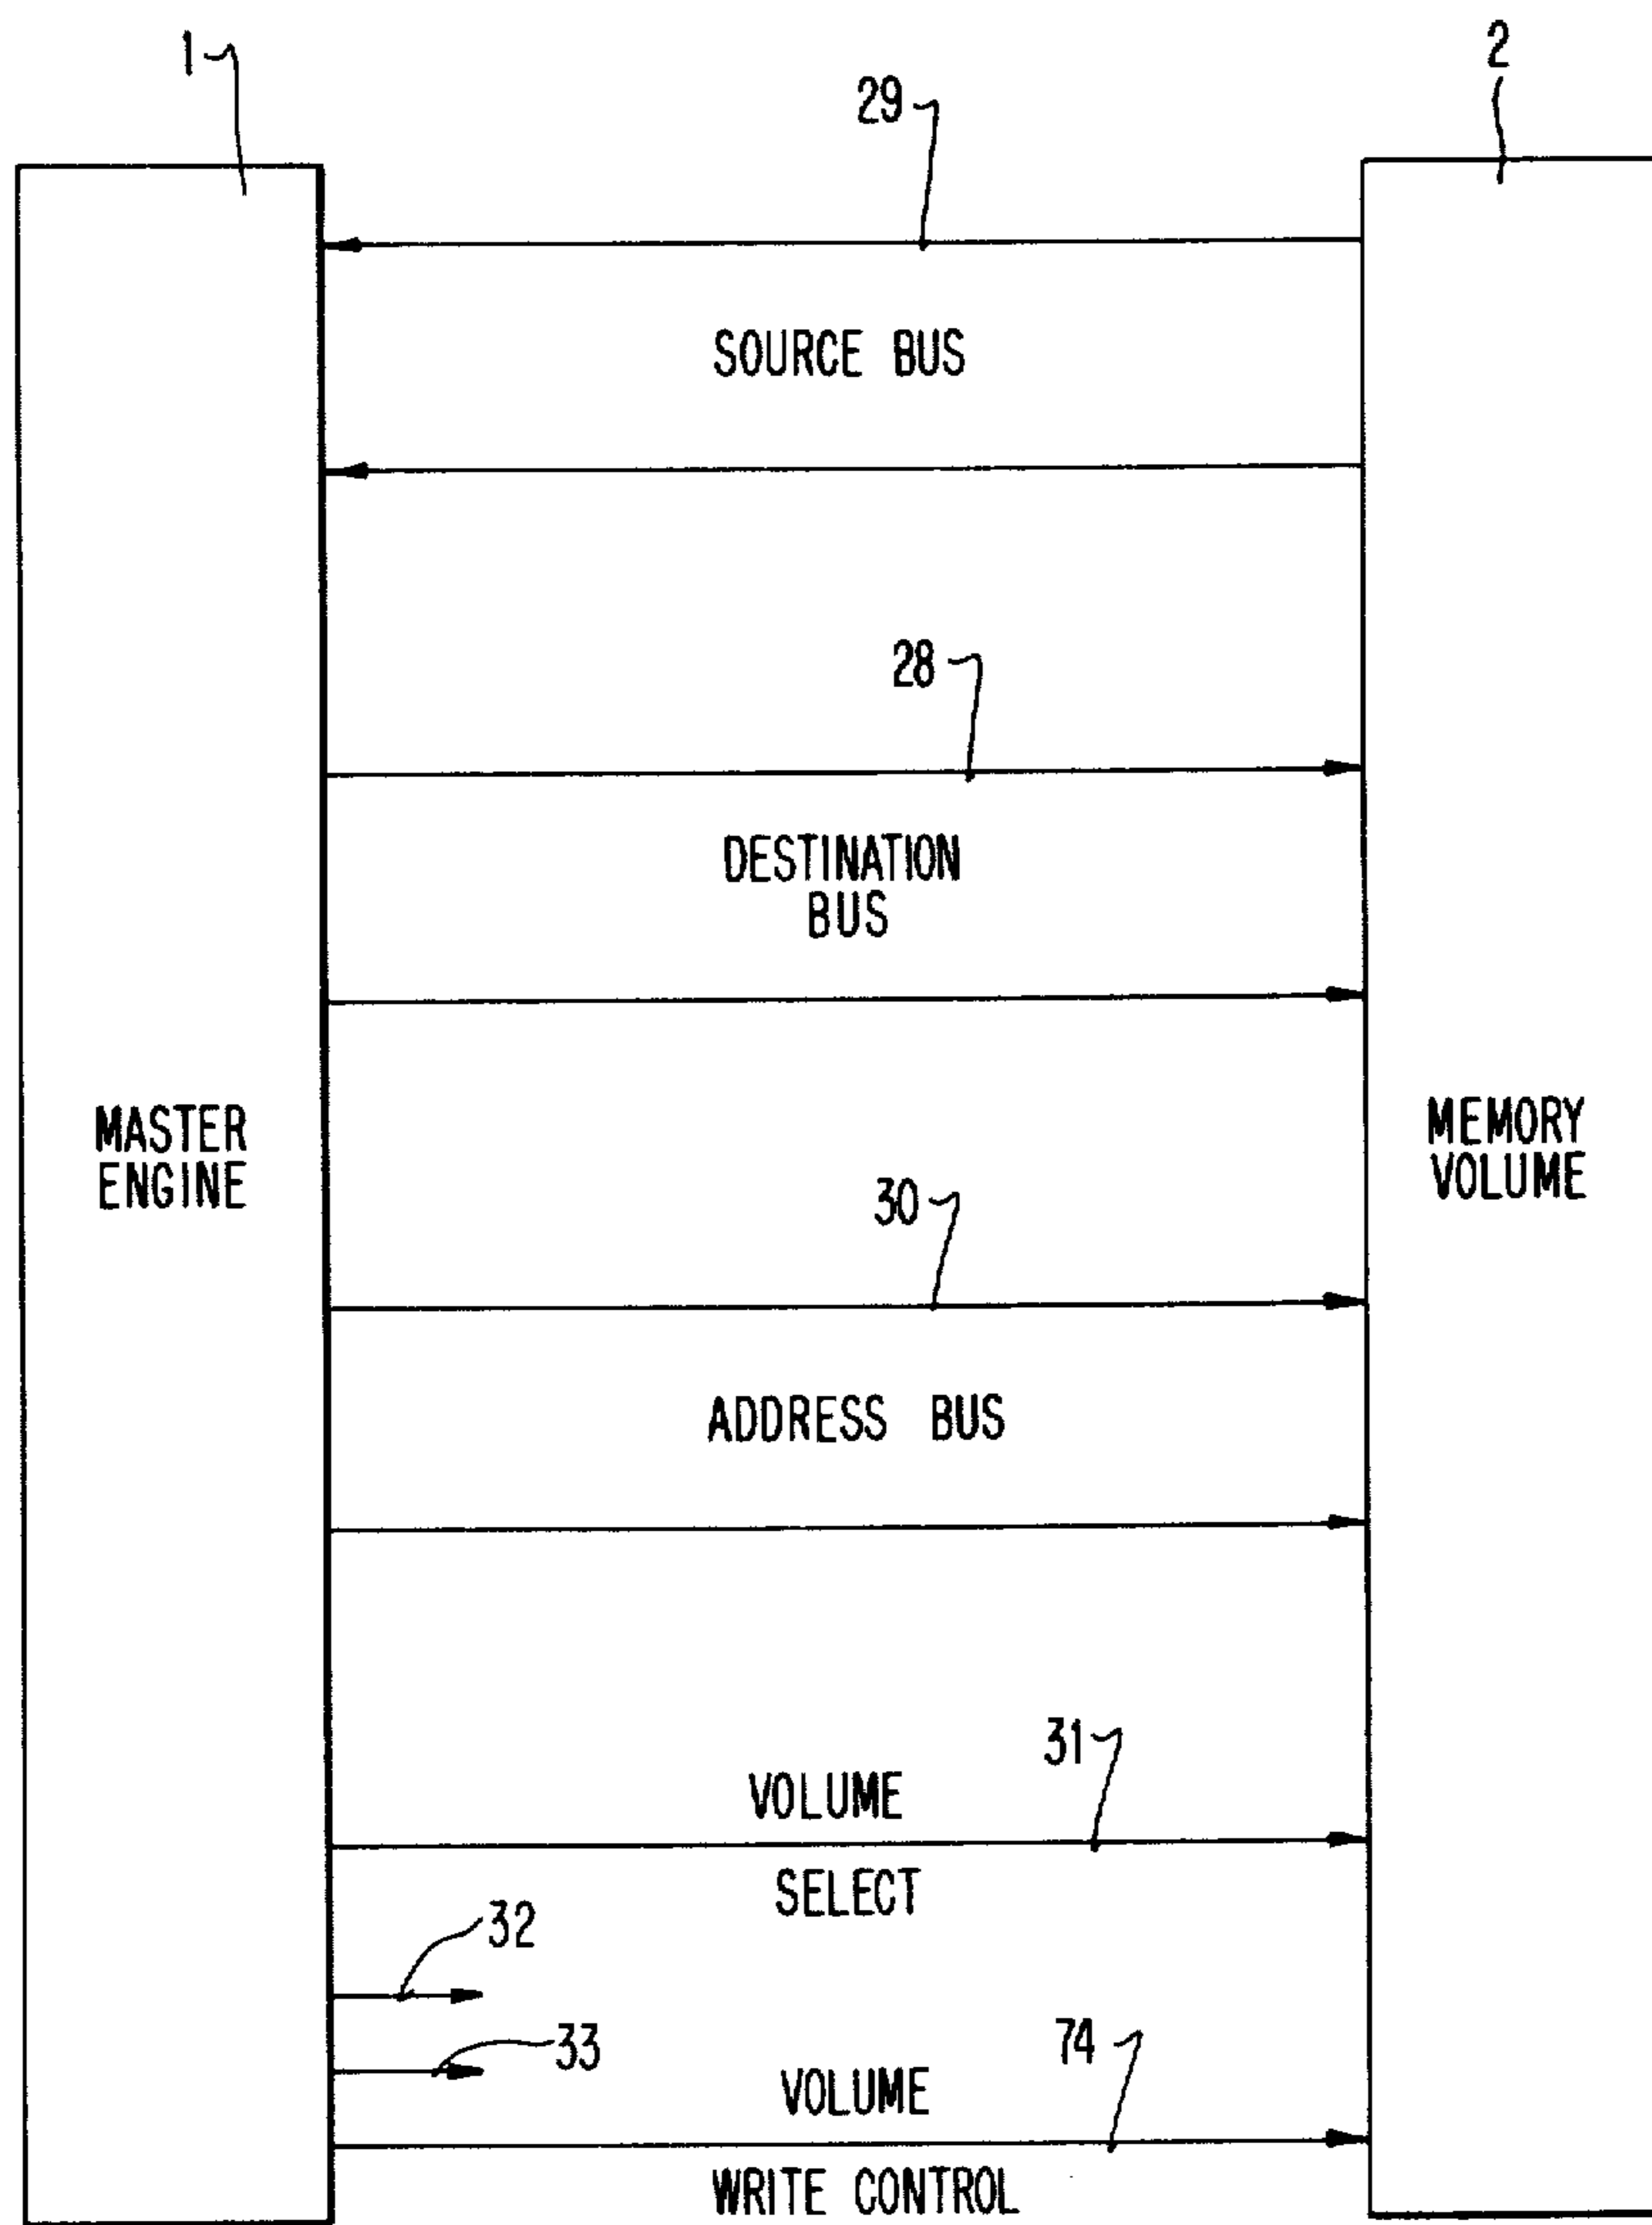 1
2
29
SOURCE BUS
28
DESTINATION
BUS
MASTER
ENGINE
MEMORY
VOLUME
30
ADDRESS BUS
31
VOLUME
SELECT
32
33
74
VOLUME
WRITE CONTROL